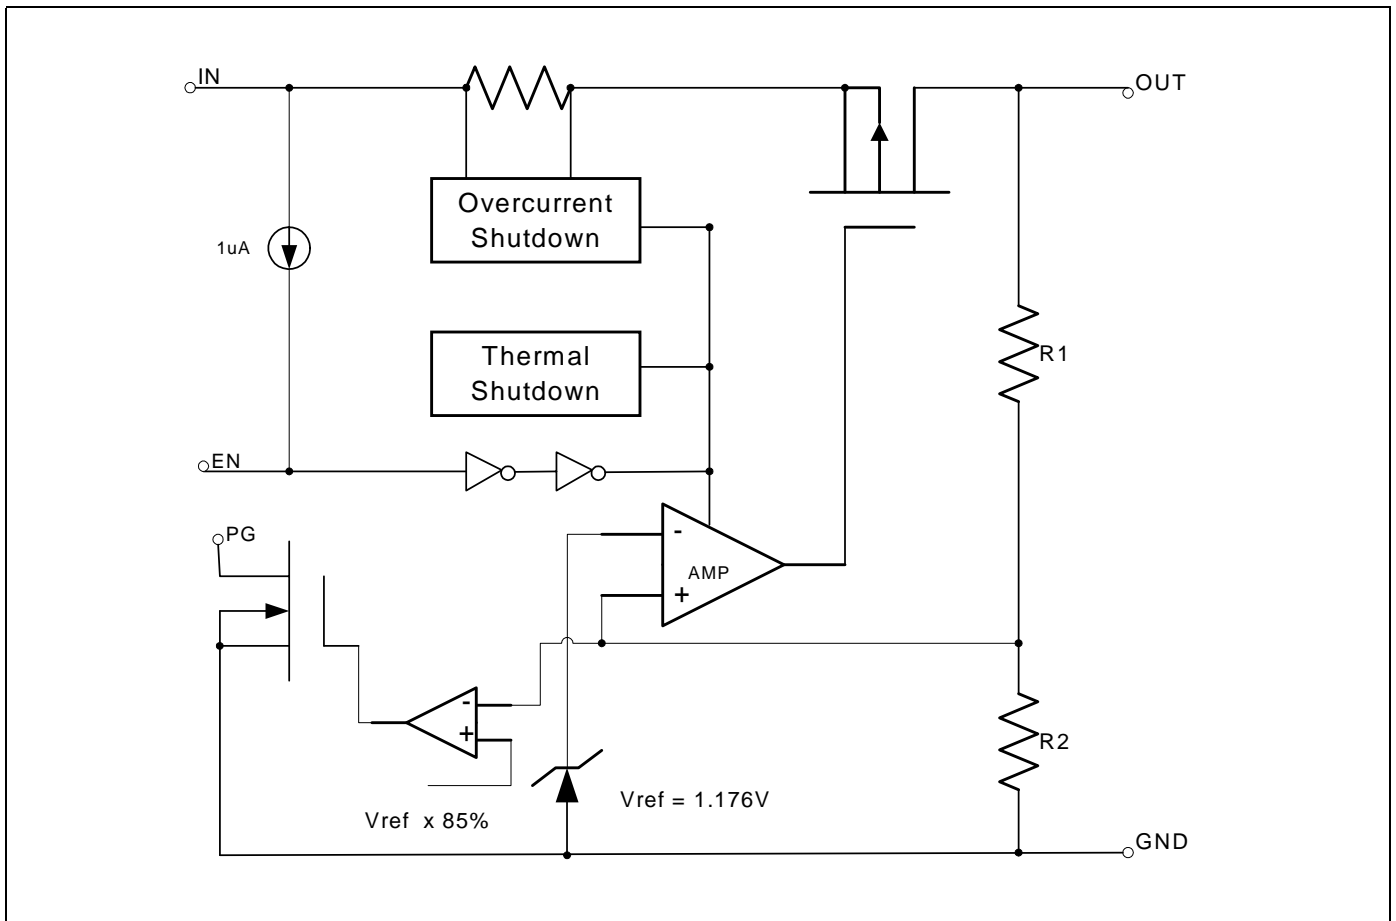 IN
OUT
Overcurrent
Shutdown
1uA
Thermal
Shutdown
R1
EN
PG
-
AMP
+
-
+
R2
Vref = 1.176V
Vref x 85%
GND